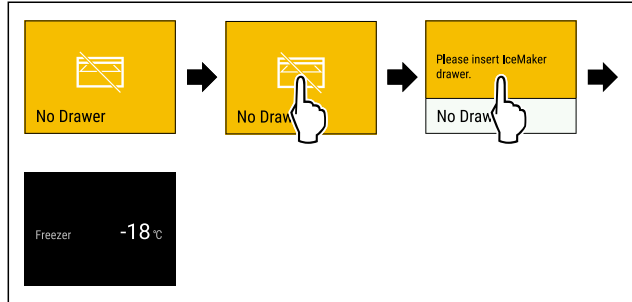 No Drawer
No Draw
Please insert IceMaker
drawer.
No Draw
Freezer -18 °C